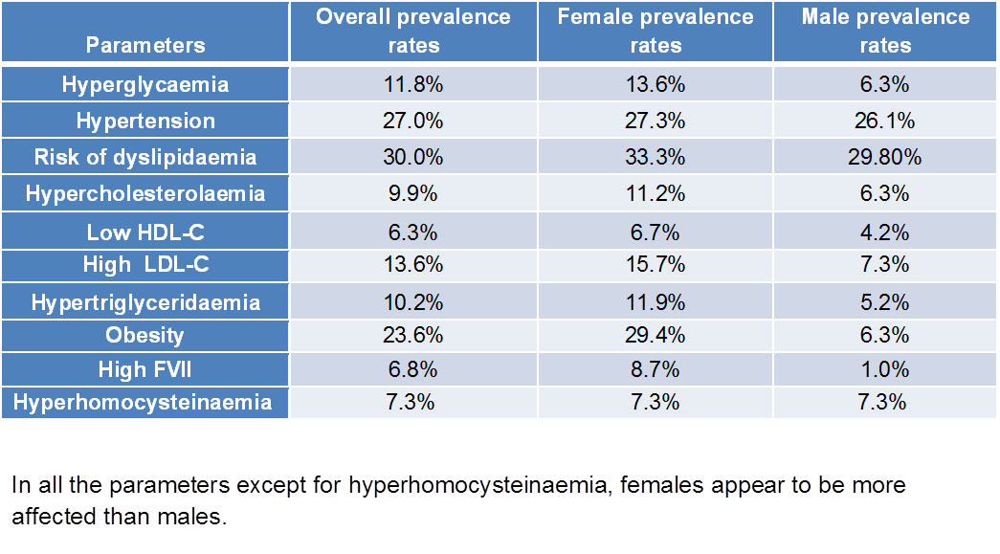 Parameters Overall prevalence rates Female prevalence rates Male prevalence rates
Hyperglycaemia 11.8% 13.6% 6.3%
Hypertension 27.0% 27.3% 26.1%
Risk of dyslipidaemia 30.0% 33.3% 29.80%
Hypercholesterolaemia 9.9% 11.2% 6.3%
Low HDL-C 6.3% 6.7% 4.2%
High LDL-C 13.6% 15.7% 7.3%
Hypertriglyceridaemia 10.2% 11.9% 5.2%
Obesity 23.6% 29.4% 6.3%
High FVII 6.8% 8.7% 1.0%
Hyperhomocysteinaemia 7.3% 7.3% 7.3%
In all the parameters except for hyperhomocysteinaemia, females appear to be more
affected than males.